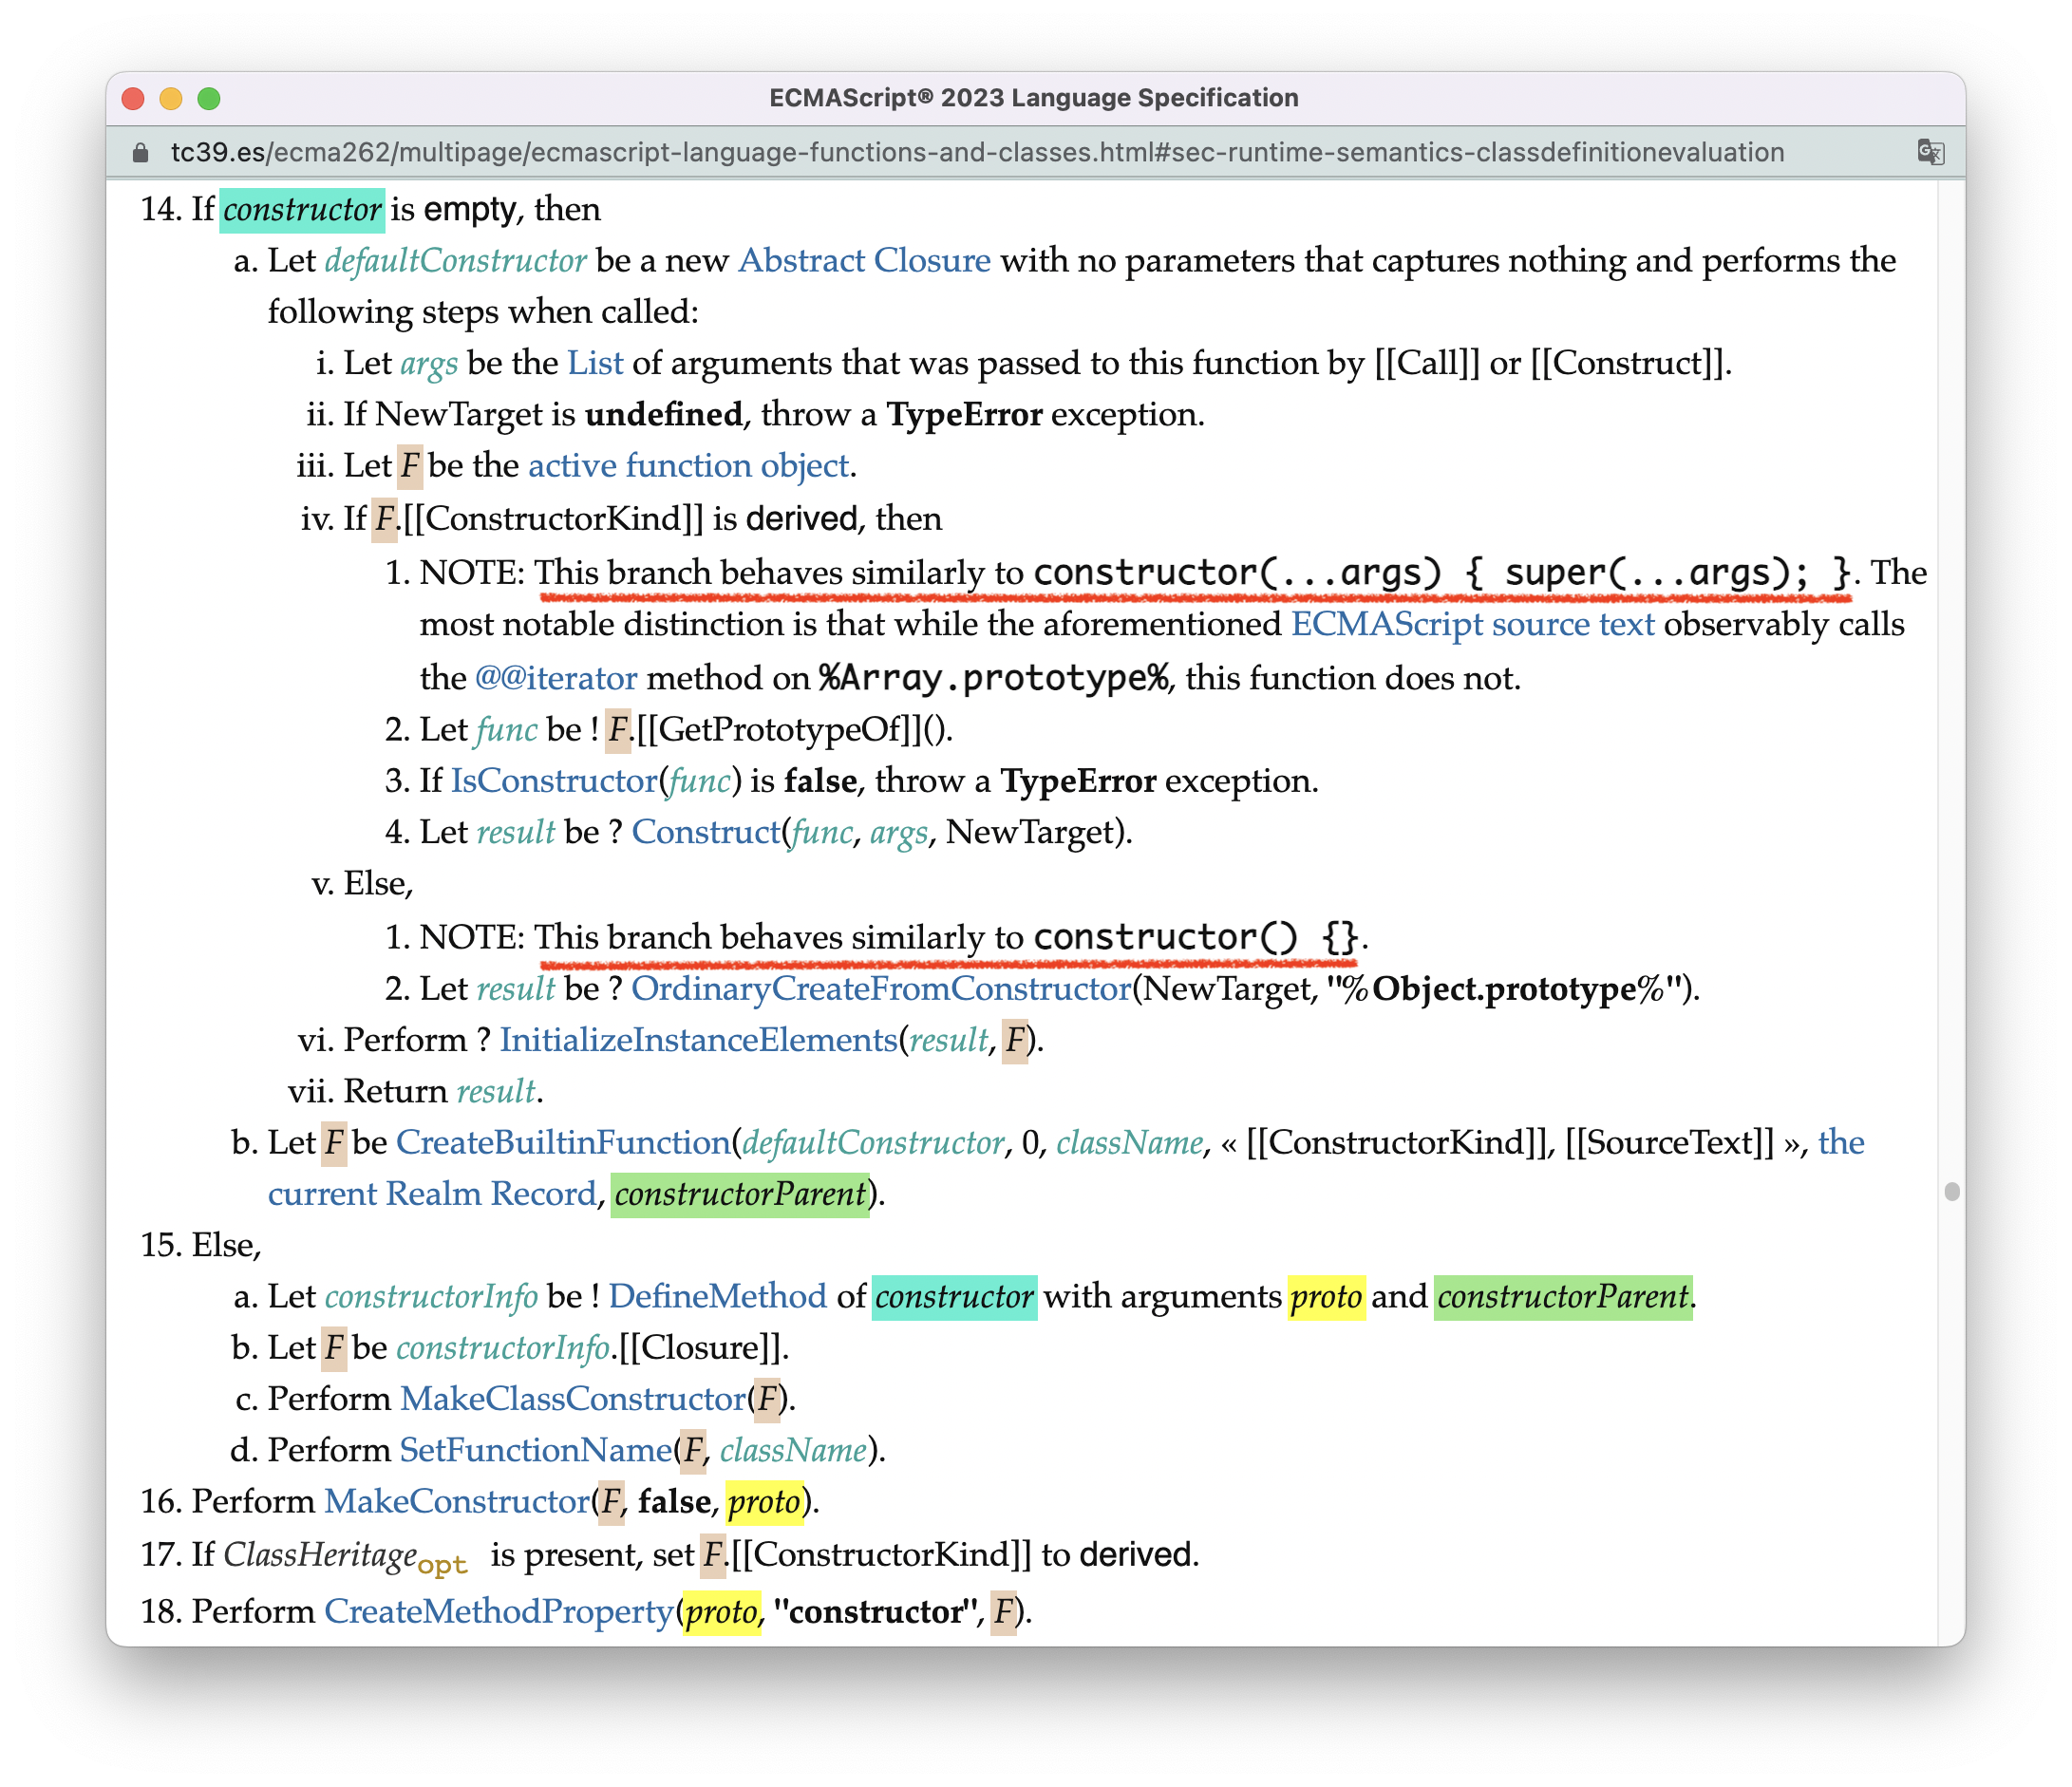 ECMAScript® 2023 Language Specification
tc39.es/ecma262/multipage/ecmascript-language-functions-and-classes.html#sec-runtime-semantics-classdefinitionevaluation
14. If constructor is empty, then
a. Let defaultConstructor be a new Abstract Closure with no parameters that captures nothing and performs the
following steps when called:
i. Let args be the List of arguments that was passed to this function by [[Call]] or [[Construct]].
ii. If NewTarget is undefined, throw a TypeError exception.
iii. Let F be the active function object.
iv. If F.[[ConstructorKind]] is derived, then
1. NOTE: This branch behaves similarly to constructor(...args) { super(...args); }. The
most notable distinction is that while the aforementioned ECMAScript source text observably calls
the @@iterator method on %Array.prototype%, this function does not.
2. Let func be ! F.[[GetPrototypeOf]]().
3. If IsConstructor(func) is false, throw a TypeError exception.
4. Let result be ? Construct(func, args, NewTarget).
v. Else,
1. NOTE: This branch behaves similarly to constructor() {}.
2. Let result be ? OrdinaryCreateFromConstructor(NewTarget, "%Object.prototype%").
vi. Perform ? InitializeInstanceElements(result, F).
vii. Return result.
b. Let F be CreateBuiltinFunction(defaultConstructor, 0, className, « [[ConstructorKind]], [[SourceText]] », the
current Realm Record, constructorParent).
15. Else,
a. Let constructorInfo be ! DefineMethod of constructor with arguments proto and constructorParent.
b. Let F be constructorInfo.[[Closure]].
c. Perform MakeClassConstructor(F).
d. Perform SetFunctionName(F, className).
16. Perform MakeConstructor(F, false, proto).
17. If ClassHeritage opt is present, set F.[[ConstructorKind]] to derived.
18. Perform CreateMethodProperty(proto, "constructor", F).